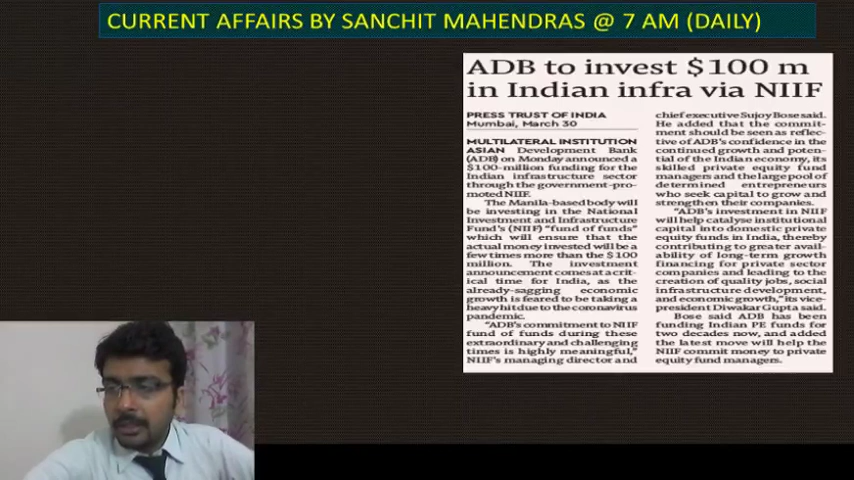 CURRENT AFFAIRS BY SANCHIT MAHENDRAS @ 7 AM (DAILY)
ADB to invest $100 m
in Indian infra via NIIF
PRESS TRUST OF INDIA
Mumbai, March 30
MULTILATERAL INSTITUTION
ASIAN Development Bank
(ADB) on Monday announced a
$100-million funding for the
Indian infrastructure sector
through the government-pro-
moted NIIF.
The Manila-based body will
be investing in the National
Investment and Infrastructure
Fund's (NIIF) "fund of funds"
which will ensure that the
actual money invested will be a
few times more than the $100
million. The investment
announcement comes at a crit-
ical time for India, as the
already-sagging economic
growth is feared to be taking a
heavy hit due to the coronavirus
pandemic.
"ADB's commitment to NIIF
fund of funds during these
extraordinary and challenging
times is highly meaningful,"
NIIF's managing director and
chief executive Sujoy Bose said.
He added that the commit-
ment should be seen as reflec-
tive of ADB's confidence in the
continued growth and poten-
tial of the Indian economy, its
skilled private equity fund
managers and the large pool of
determined entrepreneurs
who seek capital to grow and
strengthen their companies.
"ADB's investment in NIIF
will help catalyse institutional
capital into domestic private
equity funds in India, thereby
contributing to greater avail-
ability of long-term growth
financing for private sector
companies and leading to the
creation of quality jobs, social
infrastructure development,
and economic growth," its vice-
president Diwakar Gupta said.
Bose said ADB has been
funding Indian PE funds for
two decades now, and added
the latest move will help the
NIIF commit money to private
equity fund managers.